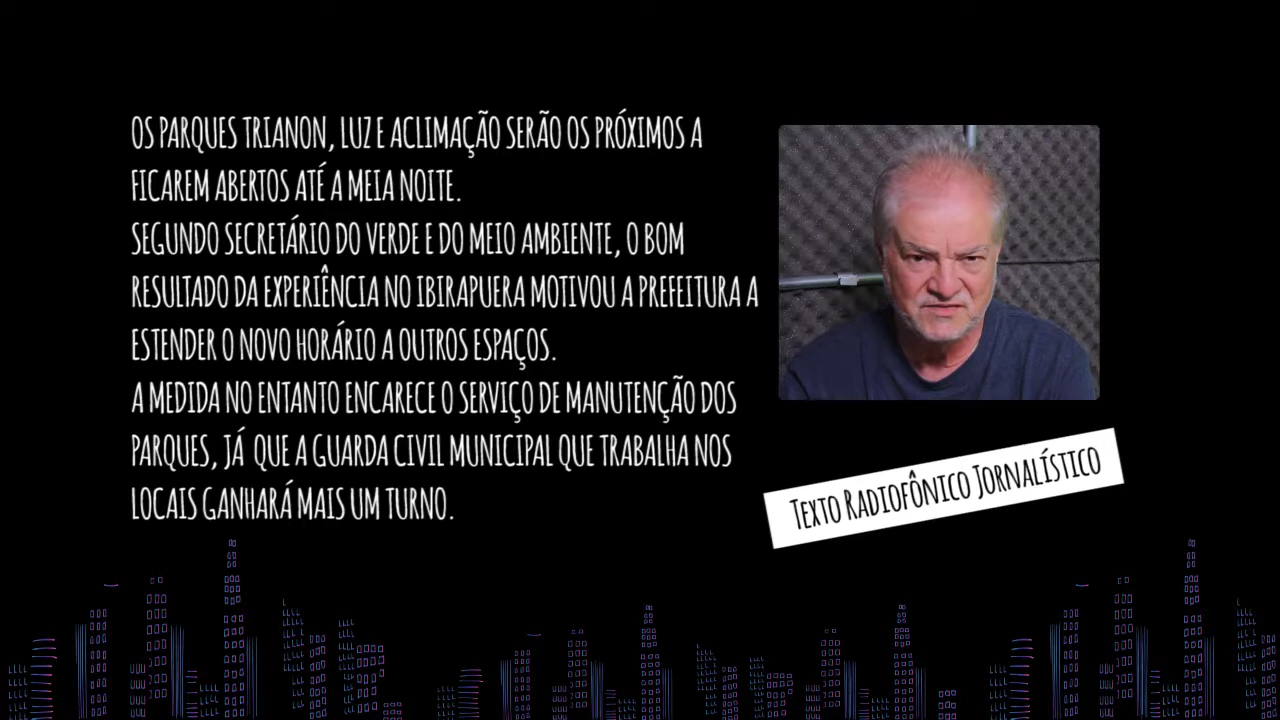 OS PARQUES TRIANON, LUZ E ACLIMAÇÃO SERÃO OS PRÓXIMOS A
FICAREM ABERTOS ATÉ A MEIA NOITE.
SEGUNDO SECRETÁRIO DO VERDE E DO MEIO AMBIENTE, O BOM
RESULTADO DA EXPERIÊNCIA NO IBIRAPUERA MOTIVOU A PREFEITURA A
ESTENDER O NOVO HORÁRIO A OUTROS ESPAÇOS.
A MEDIDA NO ENTANTO ENCARECE O SERVIÇO DE MANUTENÇÃO DOS
PARQUES, JÁ QUE A GUARDA CIVIL MUNICIPAL QUE TRABALHA NOS
LOCAIS GANHARÁ MAIS UM TURNO.
TEXTO RADIOFÔNICO JORNALÍSTICO